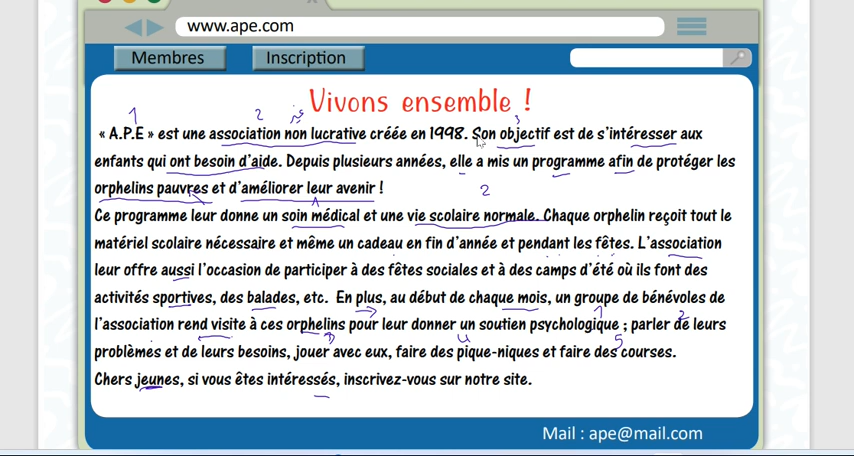 www.ape.com
Membres
Inscription
Vivons ensemble !
« A.P.E » est une association non lucrative créée en 1998. Son objectif est de s'intéresser aux
enfants qui ont besoin d'aide. Depuis plusieurs années, elle a mis un programme afin de protéger les
orphelins pauvres et d'améliorer leur avenir !
Ce programme leur donne un soin médical et une vie scolaire normale. Chaque orphelin reçoit tout le
matériel scolaire nécessaire et même un cadeau en fin d'année et pendant les fêtes. L'association
leur offre aussi l'occasion de participer à des fêtes sociales et à des camps d'été où ils font des
activités sportives, des balades, etc. En plus, au début de chaque mois, un groupe de bénévoles de
l'association rend visite à ces orphelins pour leur donner un soutien psychologique ; parler de leurs
problèmes et de leurs besoins, jouer avec eux, faire des pique-niques et faire des courses.
Chers jeunes, si vous êtes intéressés, inscrivez-vous sur notre site.
Mail : ape@mail.com